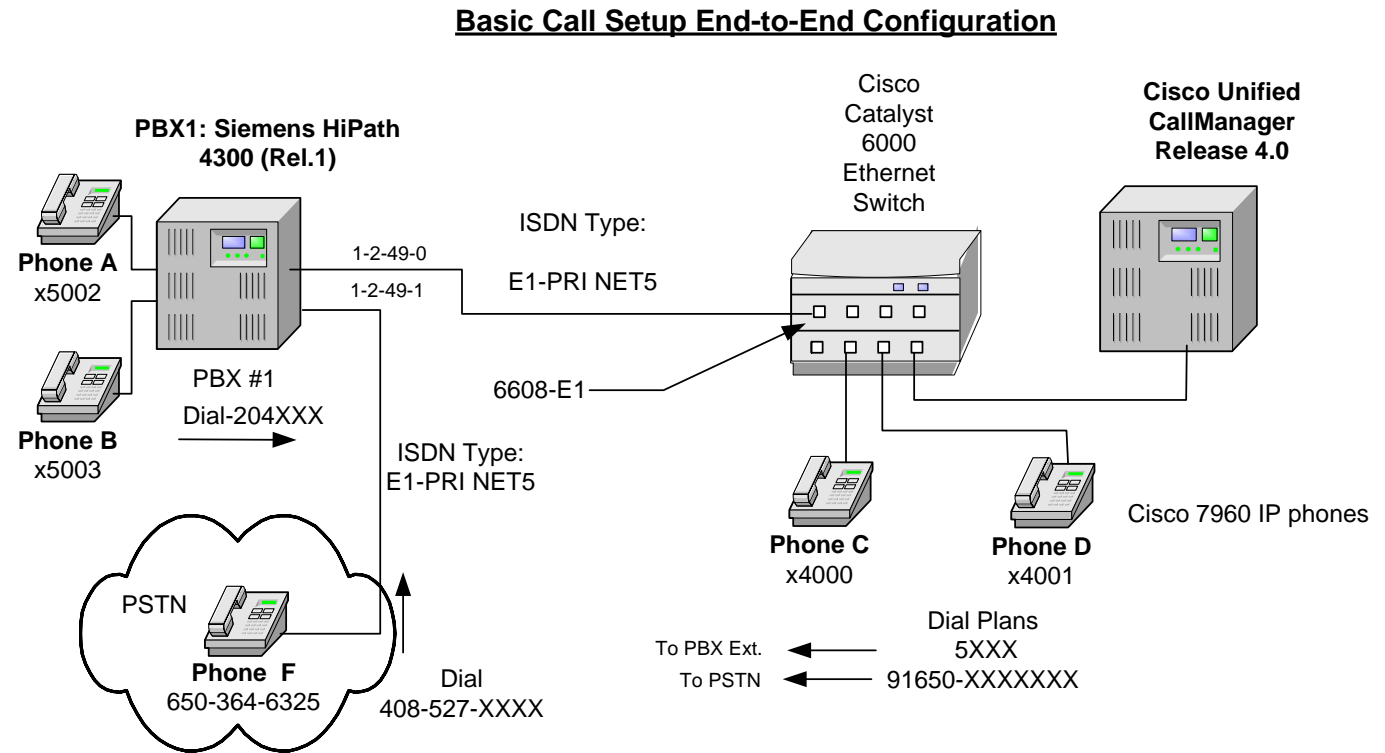 Basic Call Setup End-to-End Configuration
PBX1: Siemens HiPath
4300 (Rel.1)
Phone A
x5002
Phone B
x5003
1-2-49-0
1-2-49-1
PBX #1
Dial-204XXX
ISDN Type:
E1-PRI NET5
Cisco
Catalyst
6000
Ethernet
Switch
Cisco Unified
CallManager
Release 4.0
6608-E1
ISDN Type:
E1-PRI NET5
Phone C
x4000
Phone D
x4001
Cisco 7960 IP phones
PSTN
Phone F
650-364-6325
Dial
408-527-XXXX
Dial Plans
To PBX Ext.
5XXX
To PSTN
91650-XXXXXXX